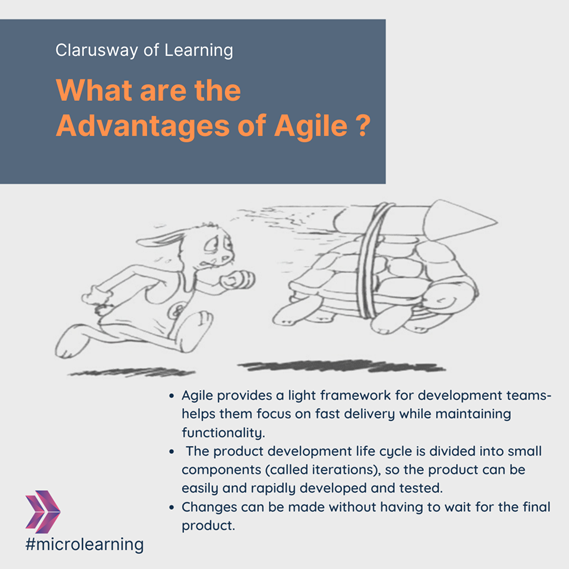 Clarusway of Learning
What are the
Advantages of Agile ?
• Agile provides a light framework for development teams-
helps them focus on fast delivery while maintaining
functionality.
• The product development life cycle is divided into small
components (called iterations), so the product can be
easily and rapidly developed and tested.
• Changes can be made without having to wait for the final
product.
#microlearning